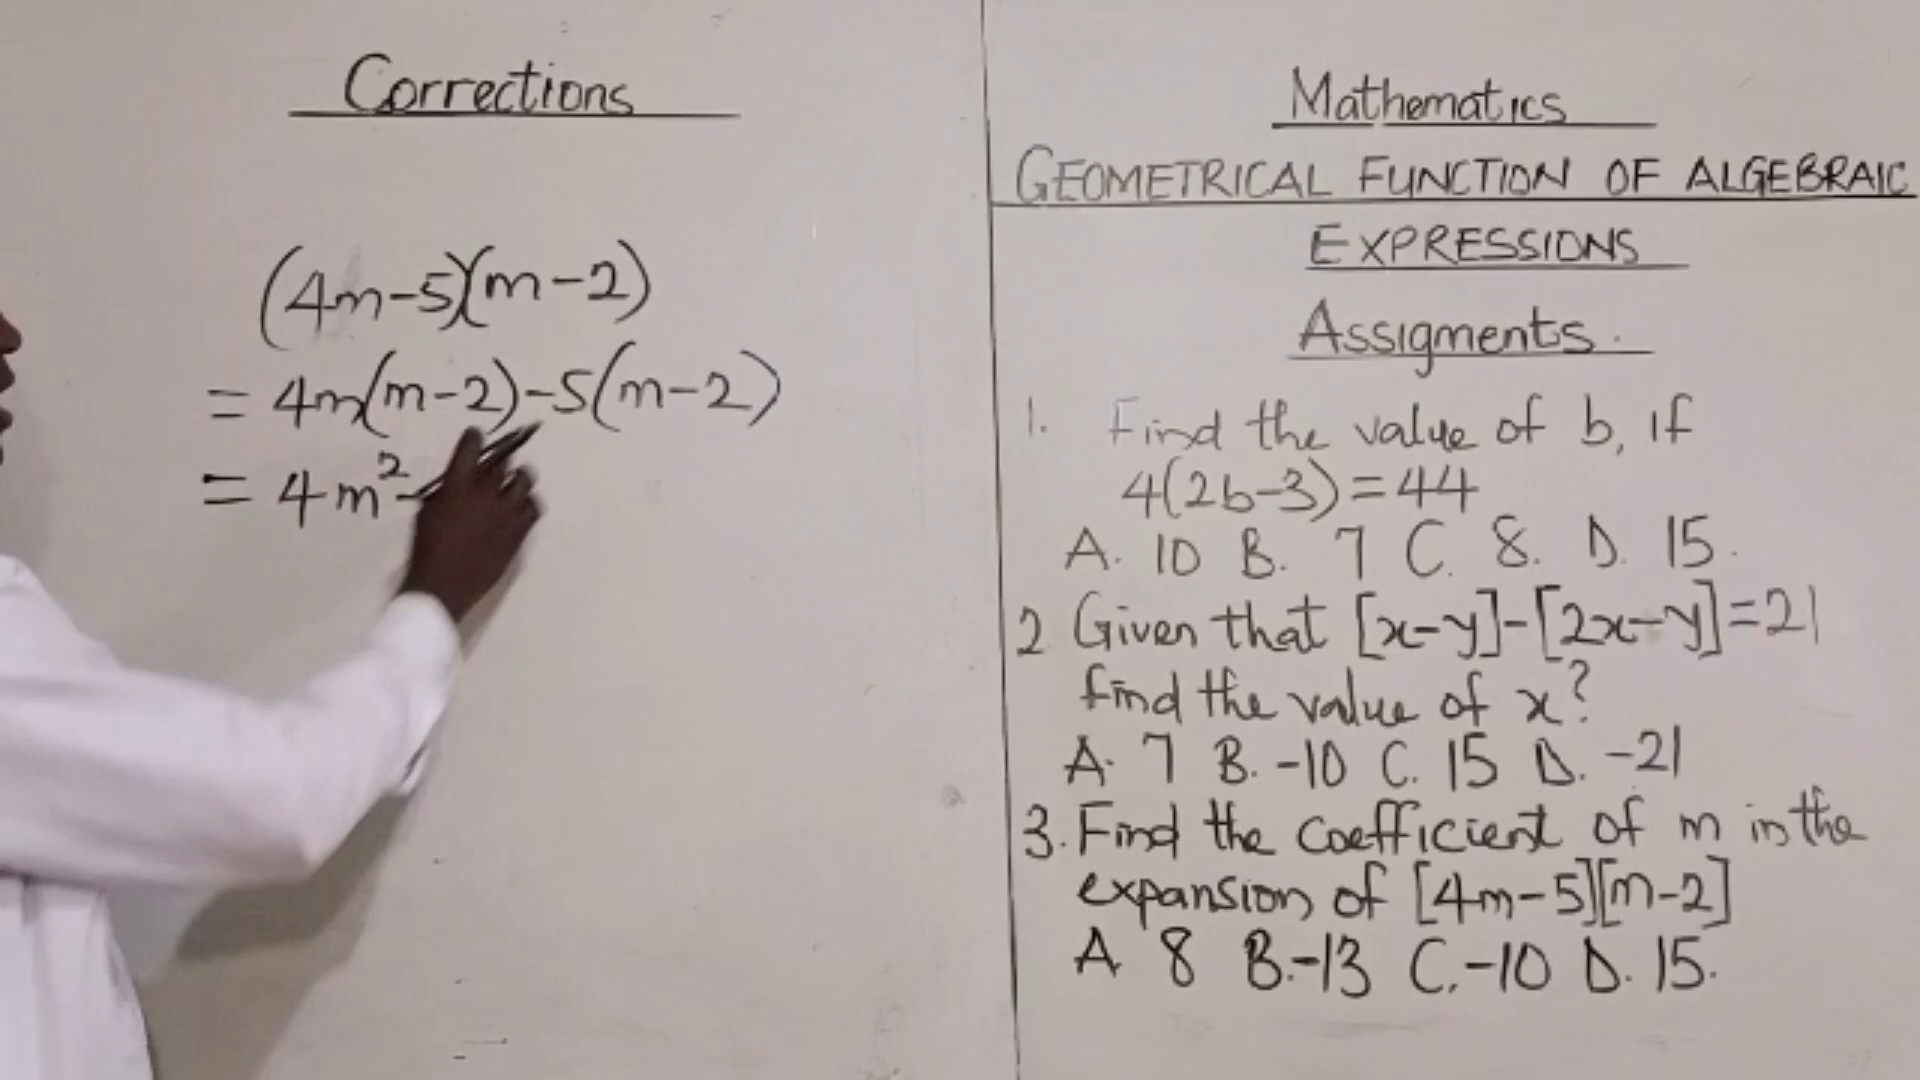 Corrections
(4m-5)(m-2)
= 4m(m-2)-5(m-2)
= 4m²-
Mathematics
GEOMETRICAL FUNCTION OF ALGEBRAIC
EXPRESSIONS
Assigments.
1. Find the value of b, if
4(2b-3)=44
A. 10 B. 7 C. 8. D. 15.
2 Given that [x-y]-[2x-y]=21
find the value of x?
A. 7 B. -10 C. 15 D. -21
3. Find the coefficient of m in the
expansion of [4m-5][m-2]
A 8 B.-13 C.-10 D. 15.